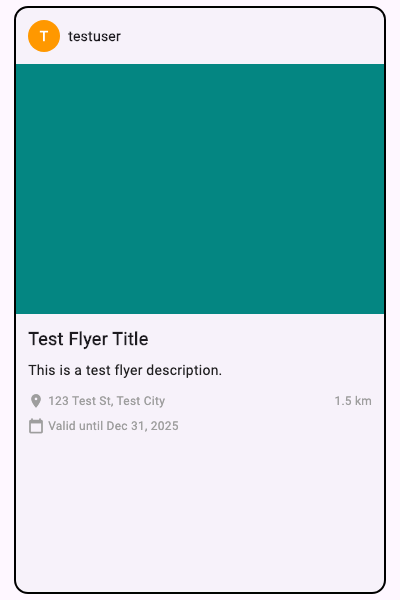 T testuser
Test Flyer Title
This is a test flyer description.
123 Test St, Test City 1.5 km
Valid until Dec 31, 2025